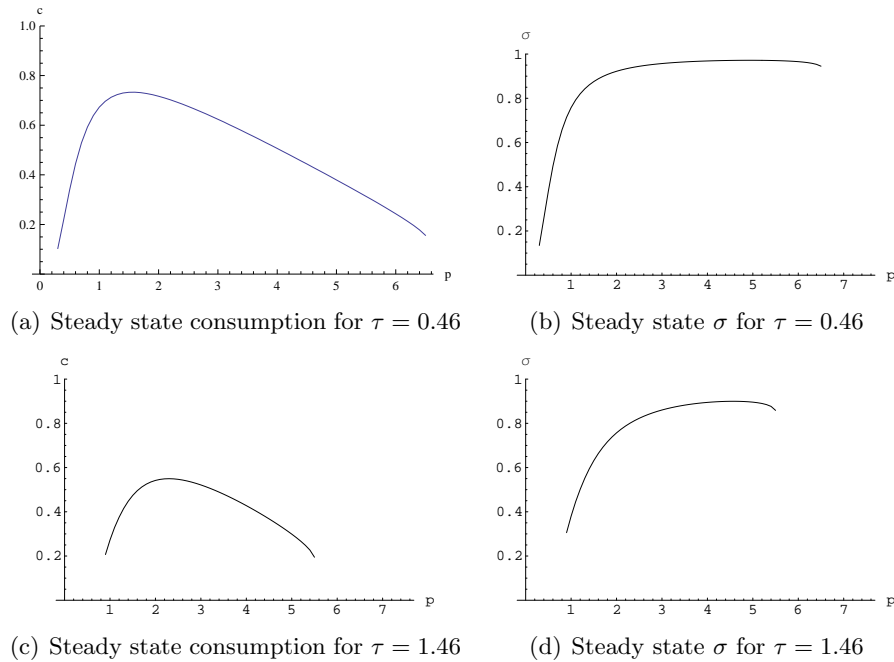 c
1.0
0.8
0.6
0.4
0.2
0 1 2 3 4 5 6
p
(a) Steady state consumption for τ = 0.46
σ
1
0.8
0.6
0.4
0.2
1 2 3 4 5 6 7
p
(b) Steady state σ for τ = 0.46
c
1
0.8
0.6
0.4
0.2
1 2 3 4 5 6 7
p
(c) Steady state consumption for τ = 1.46
σ
1
0.8
0.6
0.4
0.2
1 2 3 4 5 6 7
p
(d) Steady state σ for τ = 1.46